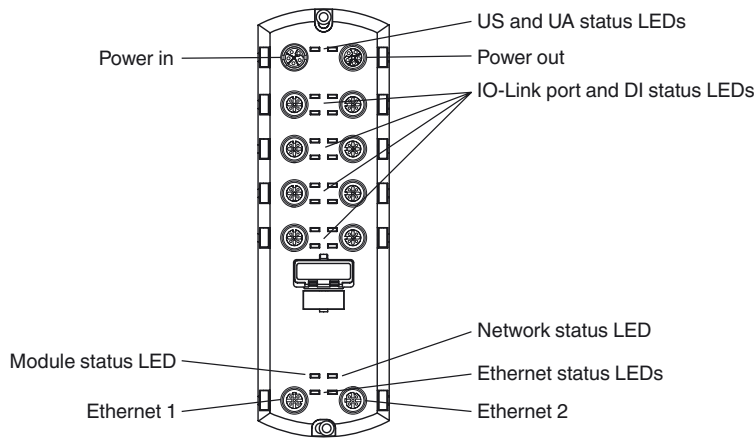 US and UA status LEDs
Power in
Power out
IO-Link port and DI status LEDs
Network status LED
Module status LED
Ethernet status LEDs
Ethernet 1
Ethernet 2